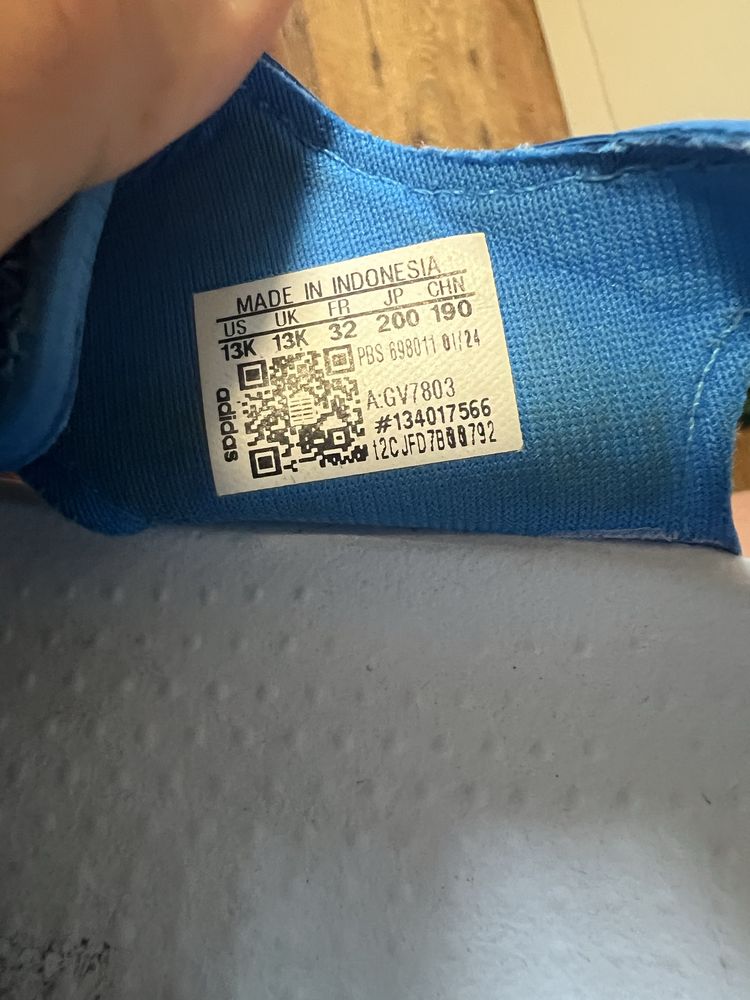 MADE IN INDONESIA
US UK FR JP CHN
13K 13K 32 200 190
PBS 698011 01/24
A:GV7803
#134017566
adidas